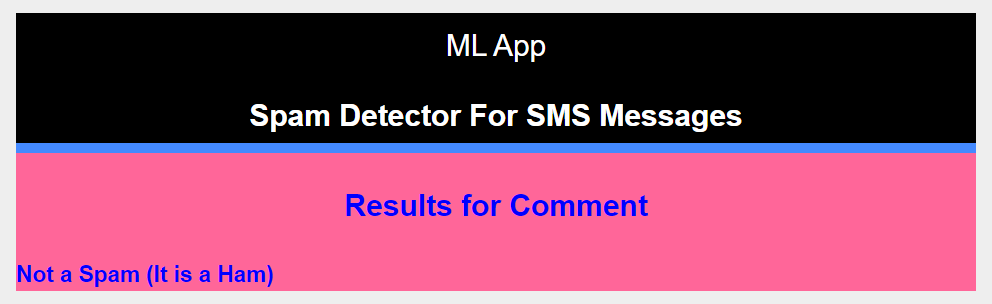 ML App
Spam Detector For SMS Messages
Results for Comment
Not a Spam (It is a Ham)